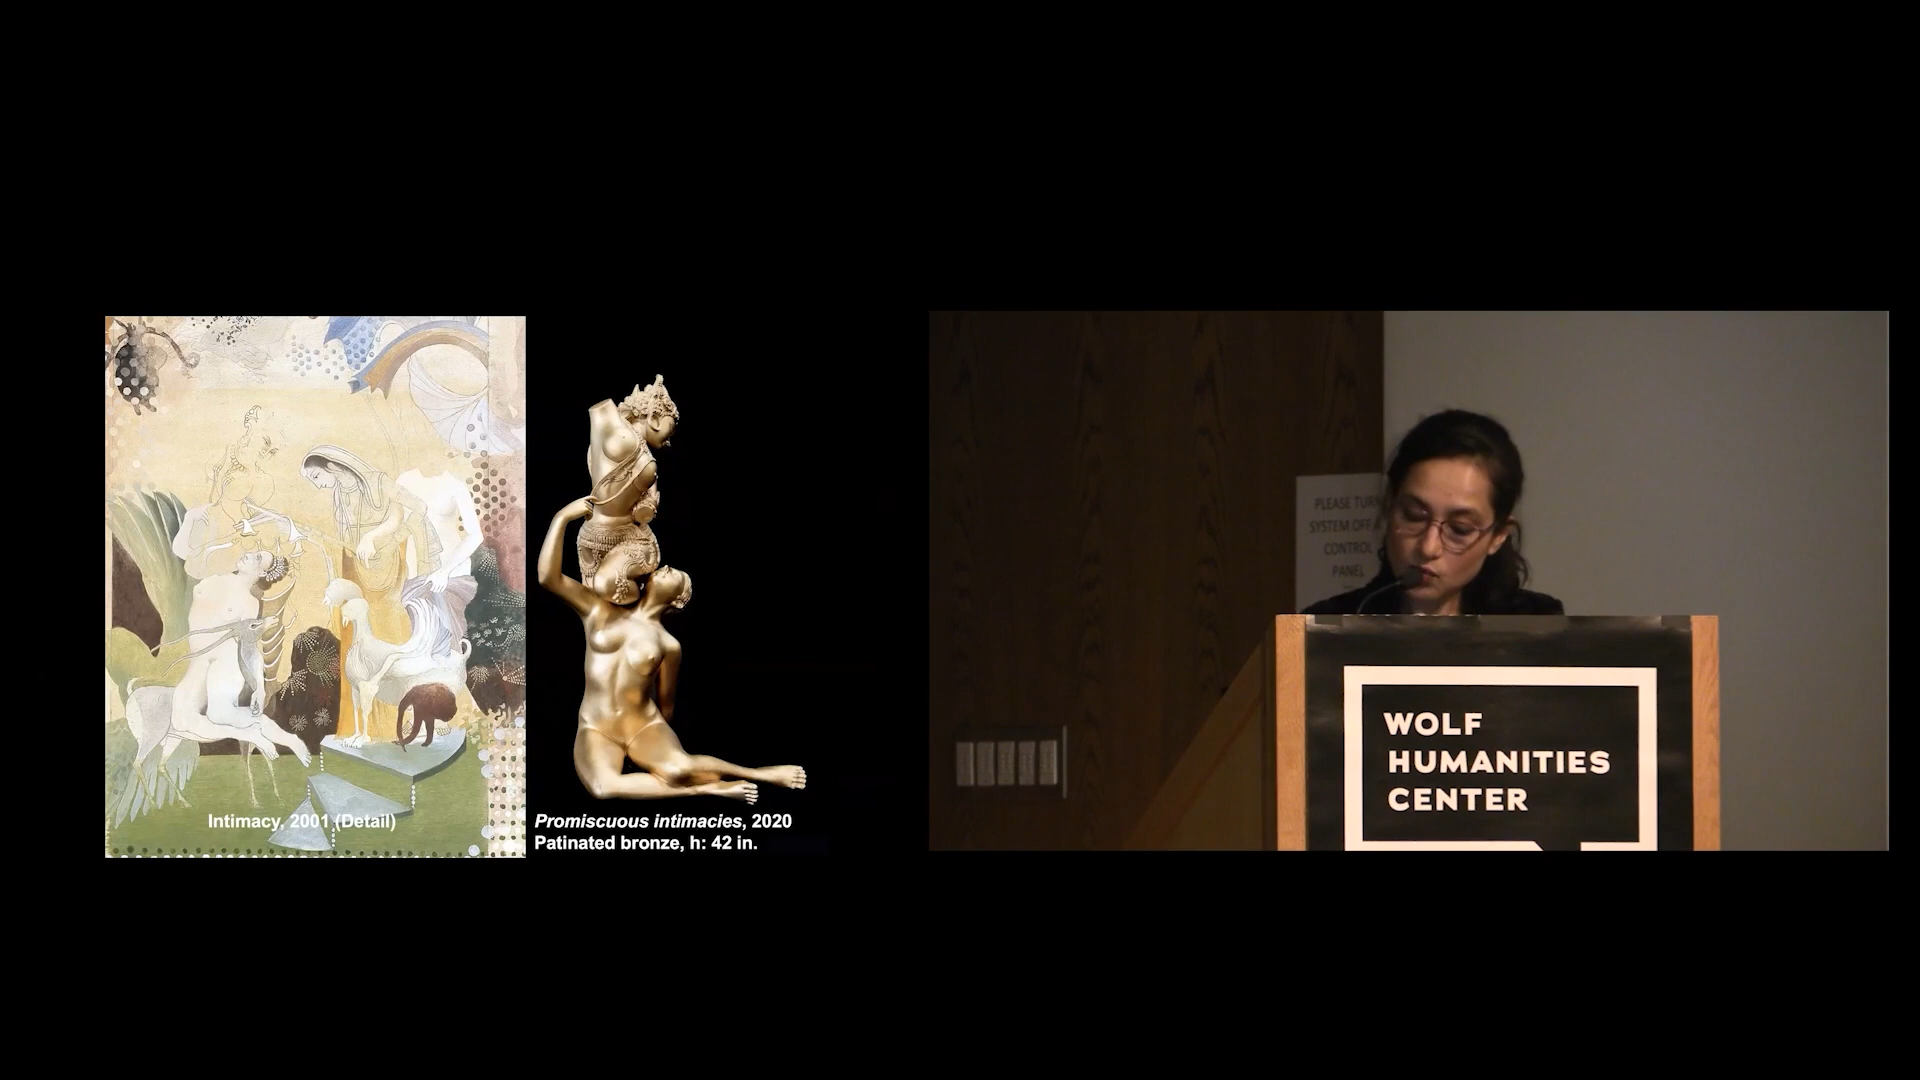 Intimacy, 2001 (Detail)
Promiscuous intimacies, 2020
Patinated bronze, h: 42 in.
PLEASE TURN
SYSTEM OFF
CONTROL
PANEL
WOLF
HUMANITIES
CENTER